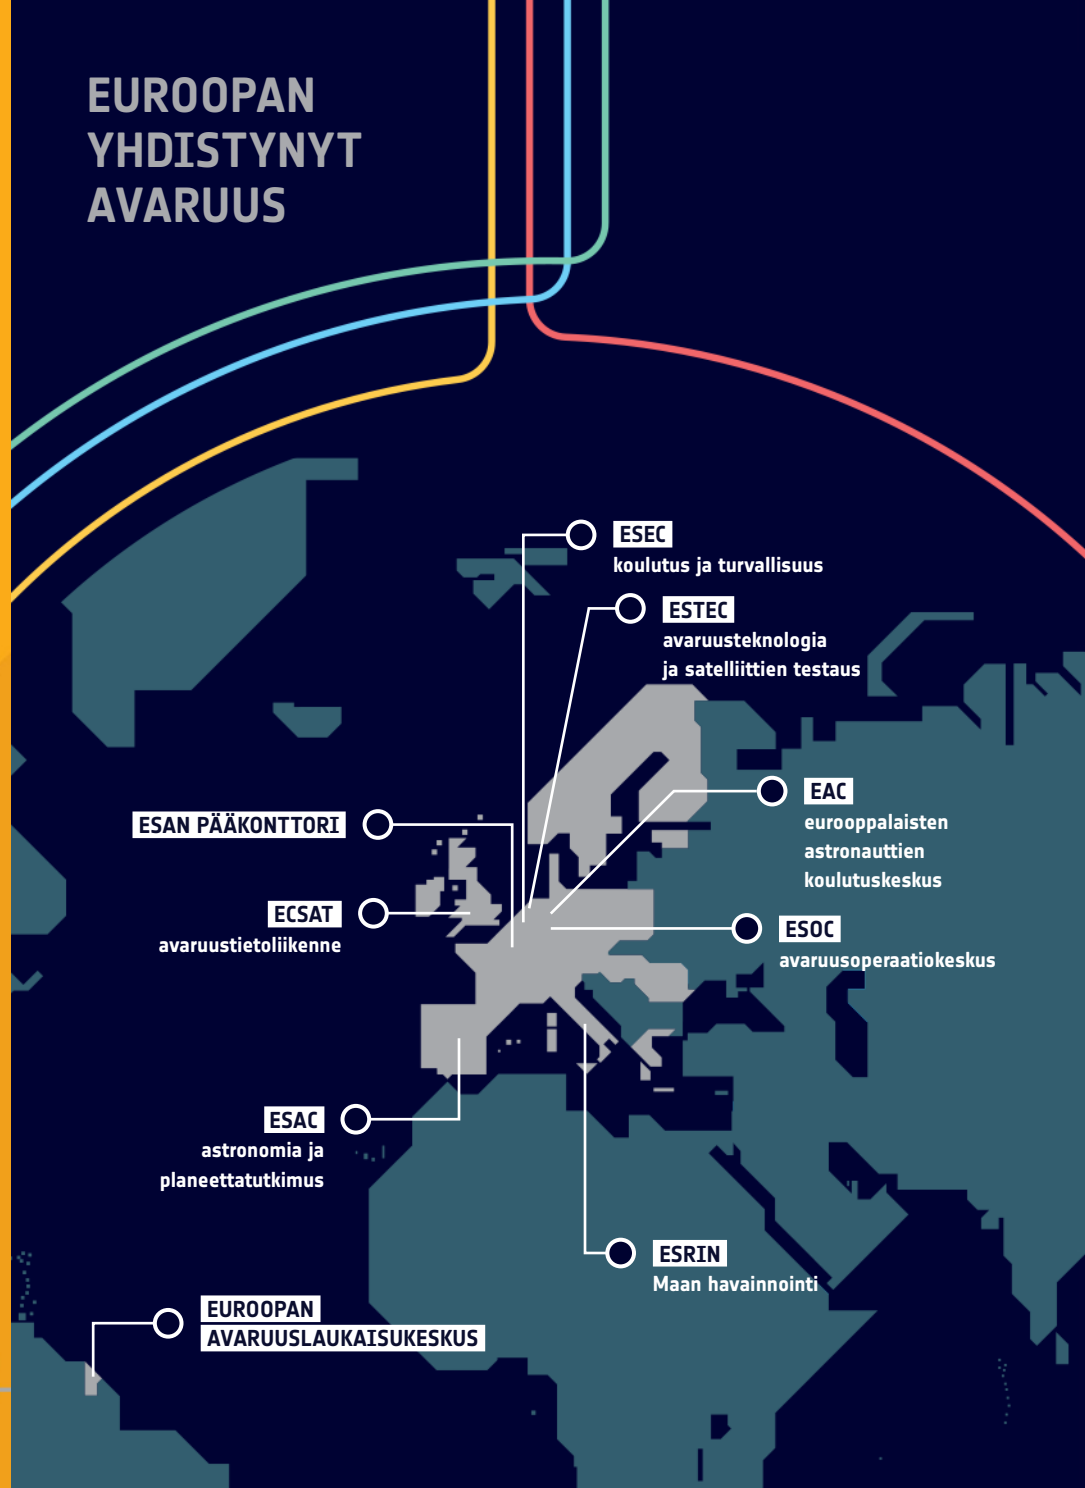 EUROOPAN
YHDISTYNYT
AVARUUS
ESEC
koulutus ja turvallisuus
ESTEC
avaruusteknologia
ja satelliittien testaus
EAC
eurooppalaisten
astronauttien
koulutuskeskus
ESAN PÄÄKONTTORI
ECSAT
avaruustietoliikenne
ESOC
avaruusoperaatiokeskus
ESAC
astronomia ja
planeettatutkimus
ESRIN
Maan havainnointi
EUROOPAN
AVARUUSLAUKAISUKESKUS